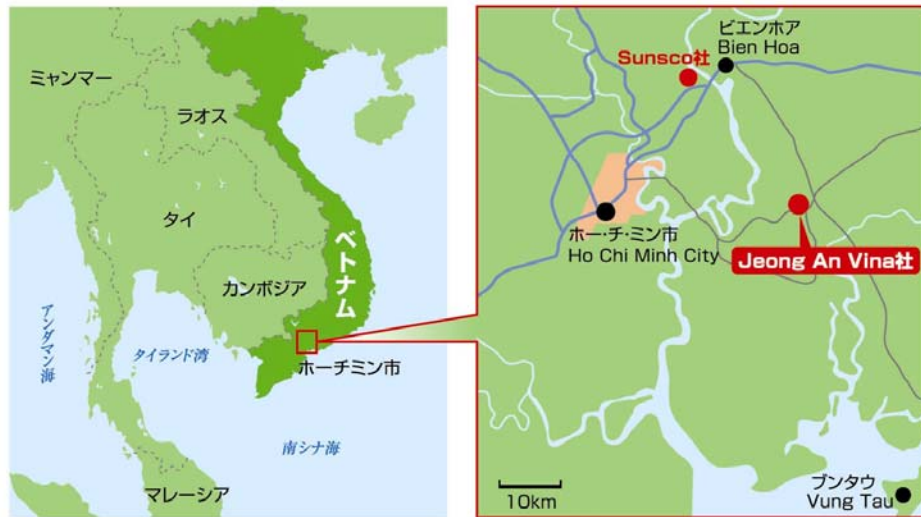 ミャンマー
ラオス
タイ
ベトナム
カンボジア
アンダマン海
タイランド湾
ホーチミン市
南シナ海
マレーシア
ビエンホア
Bien Hoa
Sunsco社
ホー・チ・ミン市
Ho Chi Minh City
Jeong An Vina社
10km
ブンタウ
Vung Tau